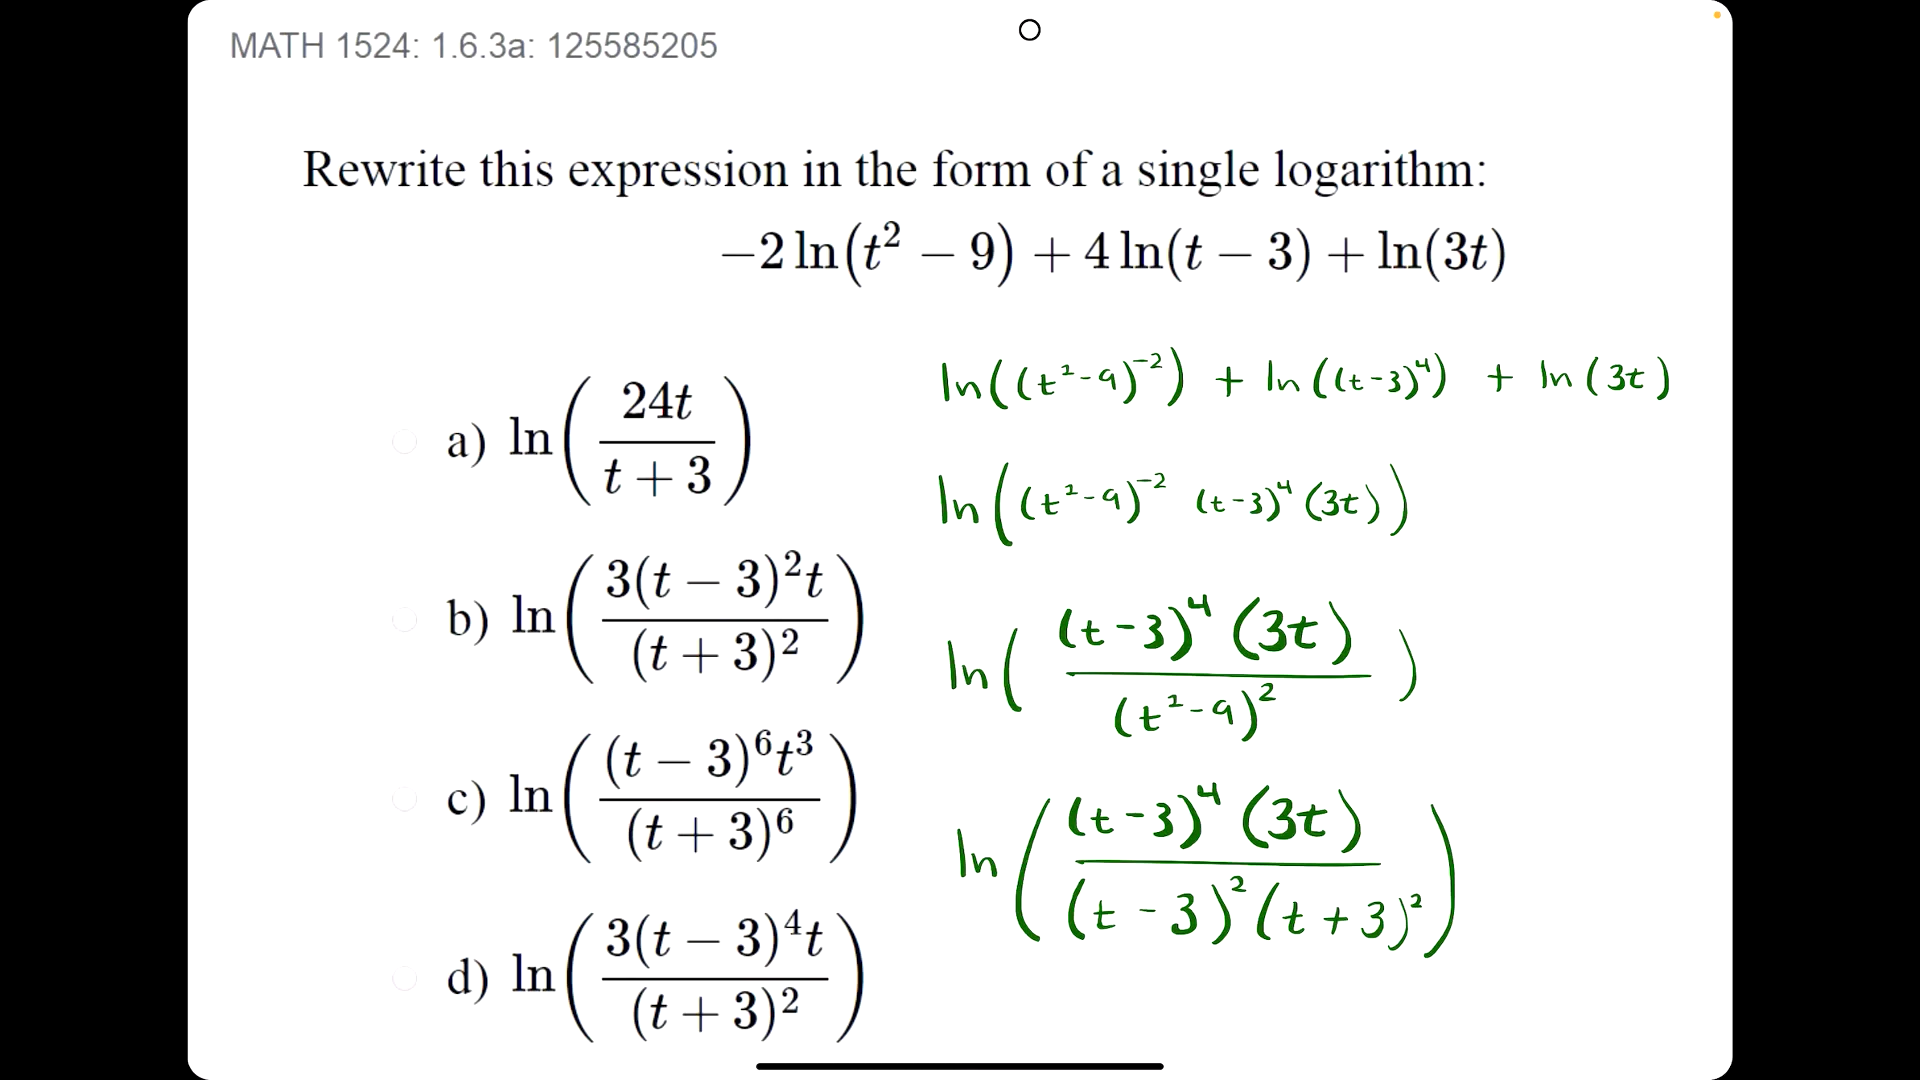 MATH 1524: 1.6.3a: 125585205
Rewrite this expression in the form of a single logarithm:
−2 ln(t² − 9) + 4 ln(t − 3) + ln(3t)
ln((t²-9)⁻²) + ln((t-3)⁴) + ln(3t)
a) ln(24t / (t + 3))
ln((t²-9)⁻² (t-3)⁴ (3t))
b) ln(3(t − 3)²t / (t + 3)²)
ln((t-3)⁴ (3t) / (t²-9)²)
c) ln((t − 3)⁶t³ / (t + 3)⁶)
ln((t-3)⁴ (3t) / (t-3)²(t+3)²)
d) ln(3(t − 3)⁴t / (t + 3)²)